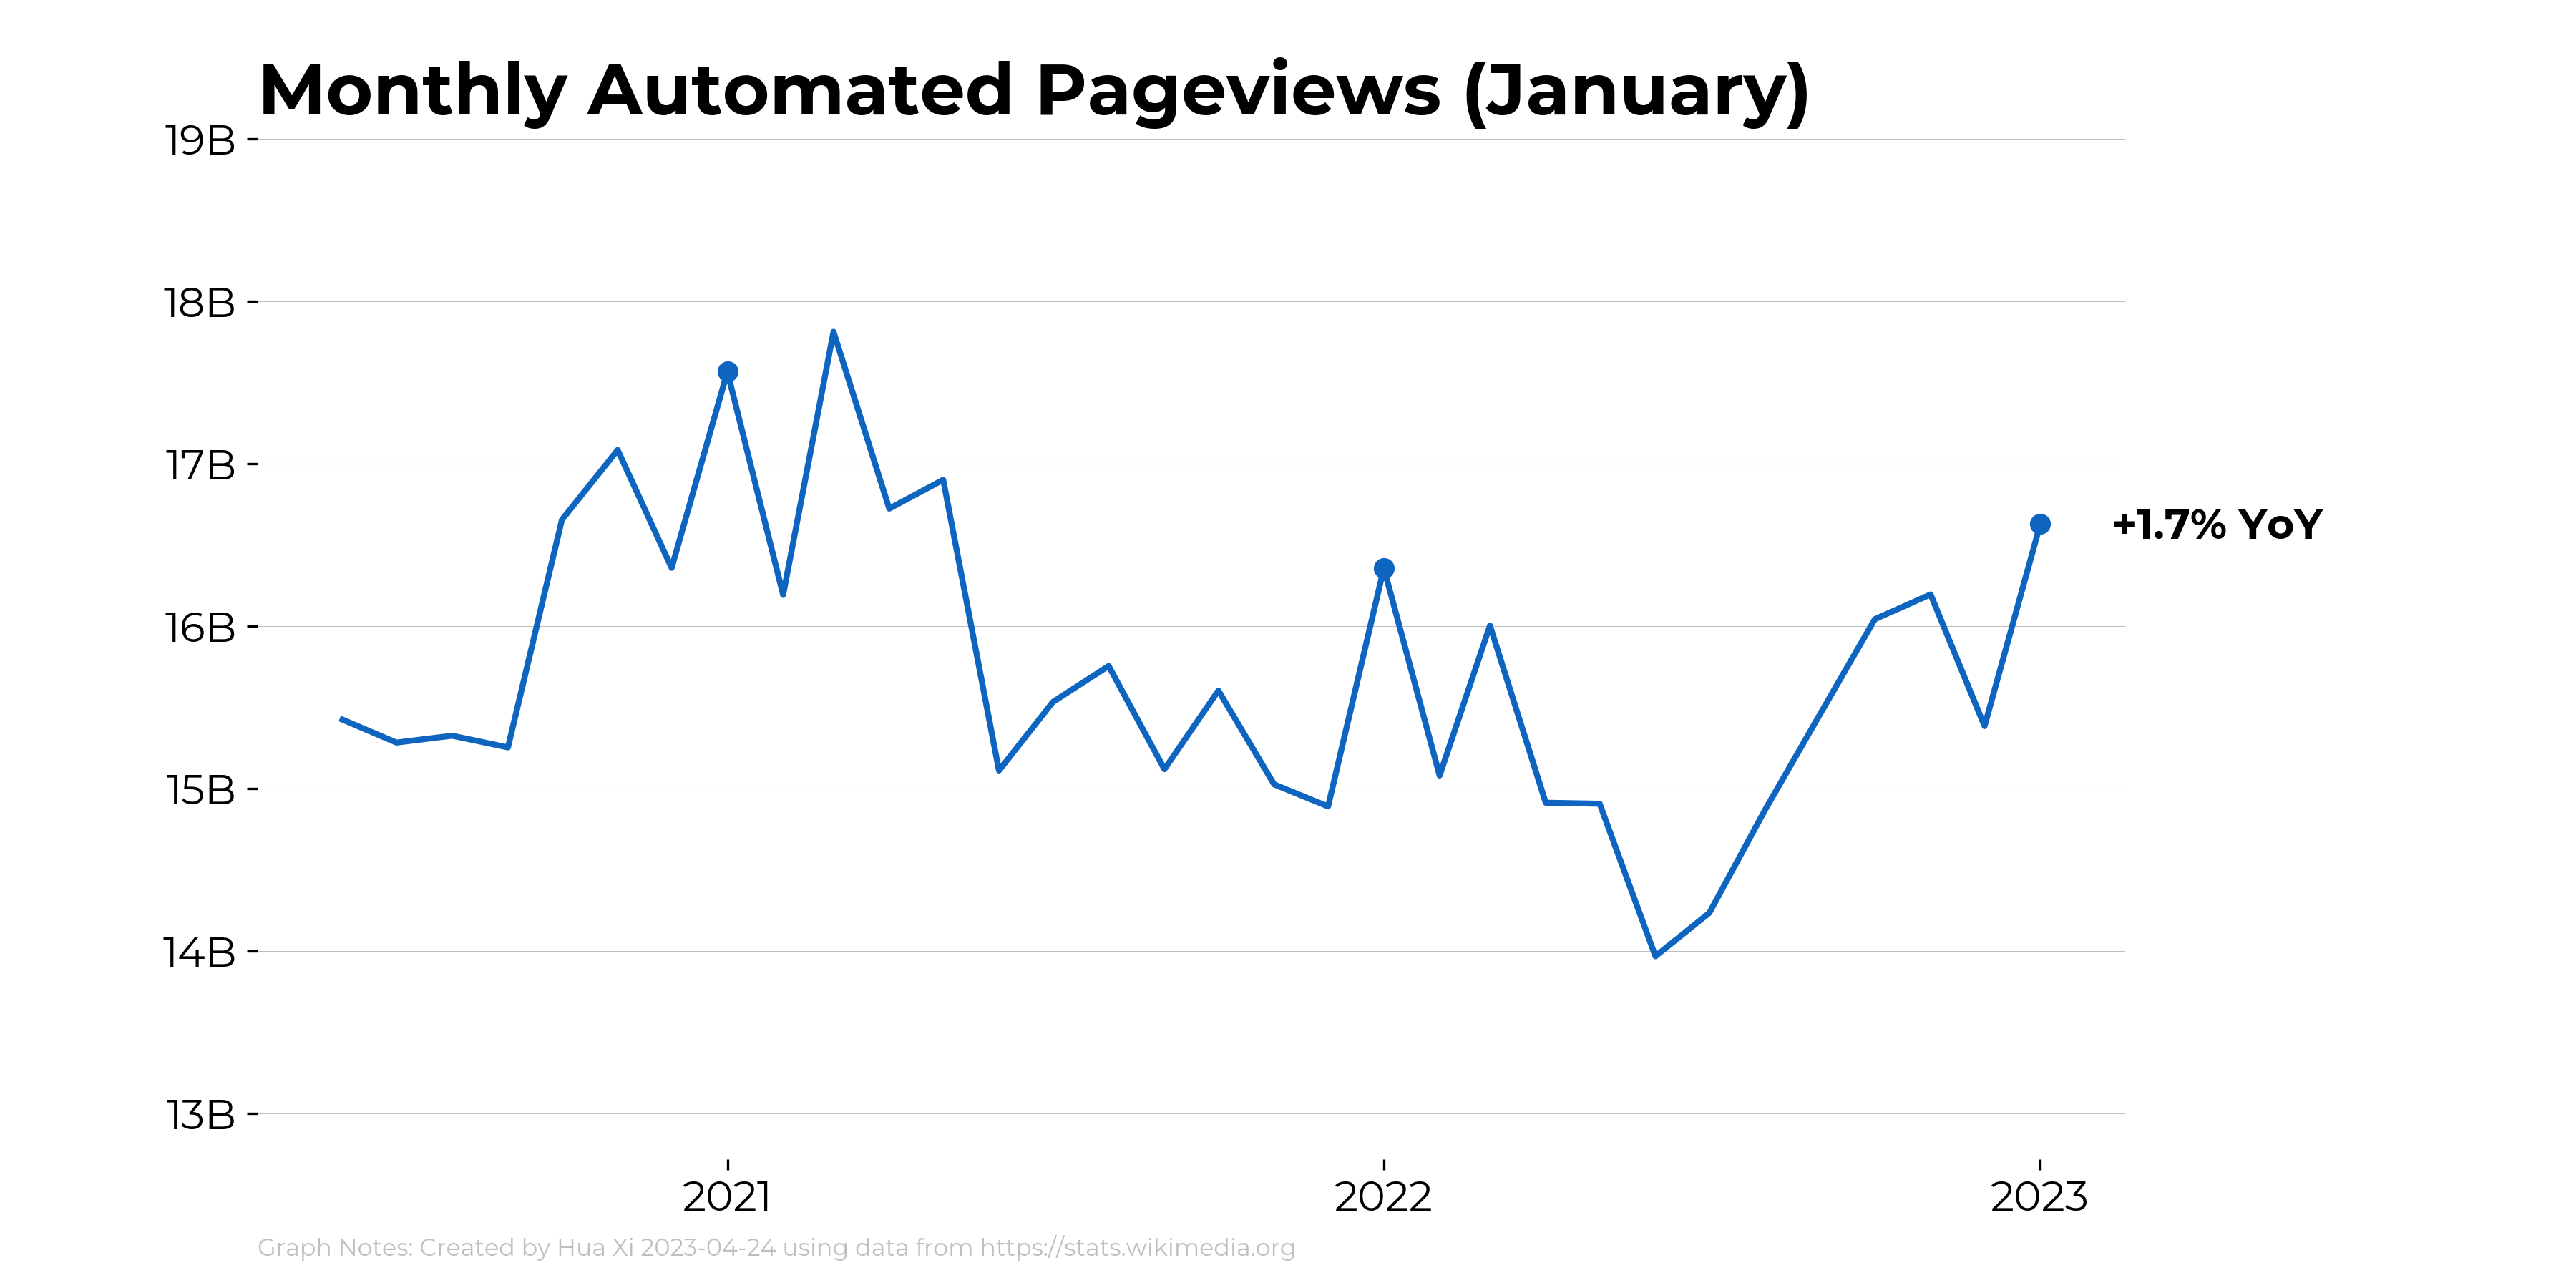 Monthly Automated Pageviews (January)
19B
18B
17B
16B
15B
14B
13B
+1.7% YoY
2021
2022
2023
Graph Notes: Created by Hua Xi 2023-04-24 using data from https://stats.wikimedia.org